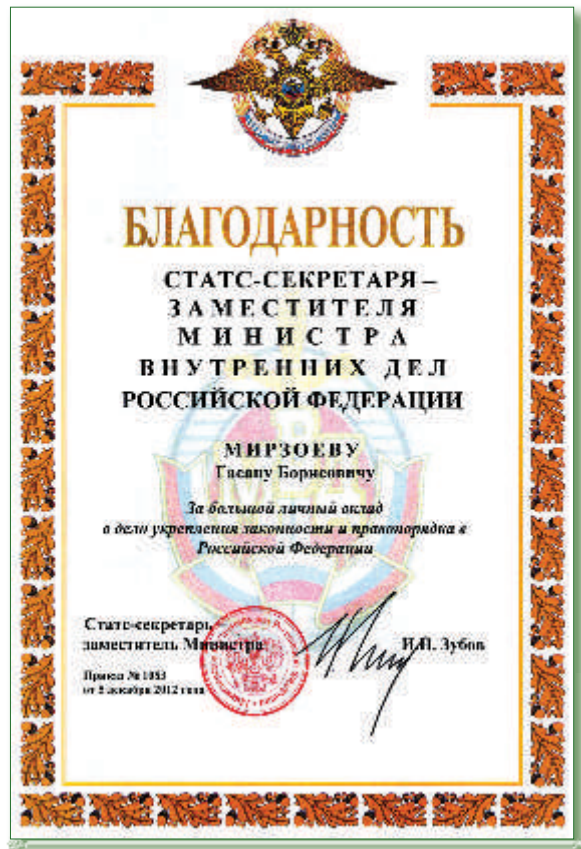 БЛАГОДАРНОСТЬ
СТАТС-СЕКРЕТАРЯ –
ЗАМЕСТИТЕЛЯ
МИНИСТРА
ВНУТРЕННИХ ДЕЛ
РОССИЙСКОЙ ФЕДЕРАЦИИ
МИРЗОЕВУ
Гасану Борисовичу
За большой личный вклад
в дело укрепления законности и правопорядка в
Российской Федерации
Статс-секретарь
заместитель Министра
И.Н. Зубов
Приказ № 1083
от 5 декабря 2012 года